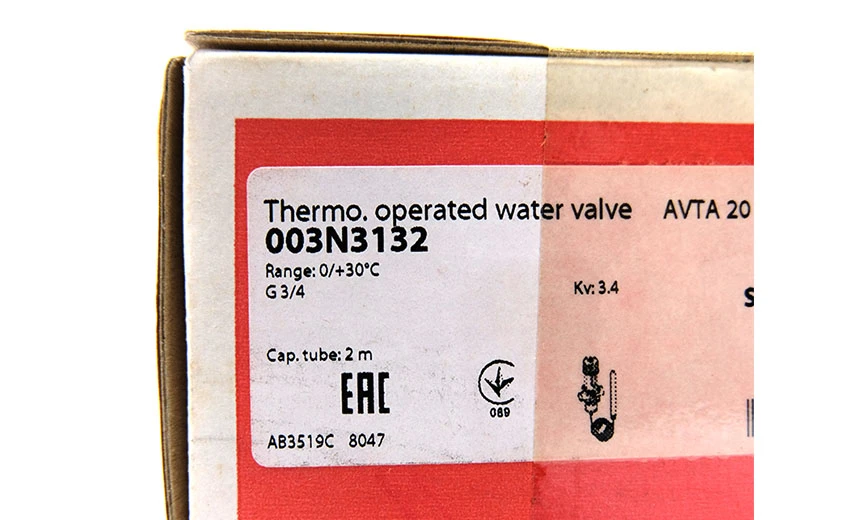 Thermo. operated water valve AVTA 20
003N3132
Range: 0/+30°C
G 3/4 Kv: 3.4
S
Cap. tube: 2 m
EAC
089
AB3519C 8047